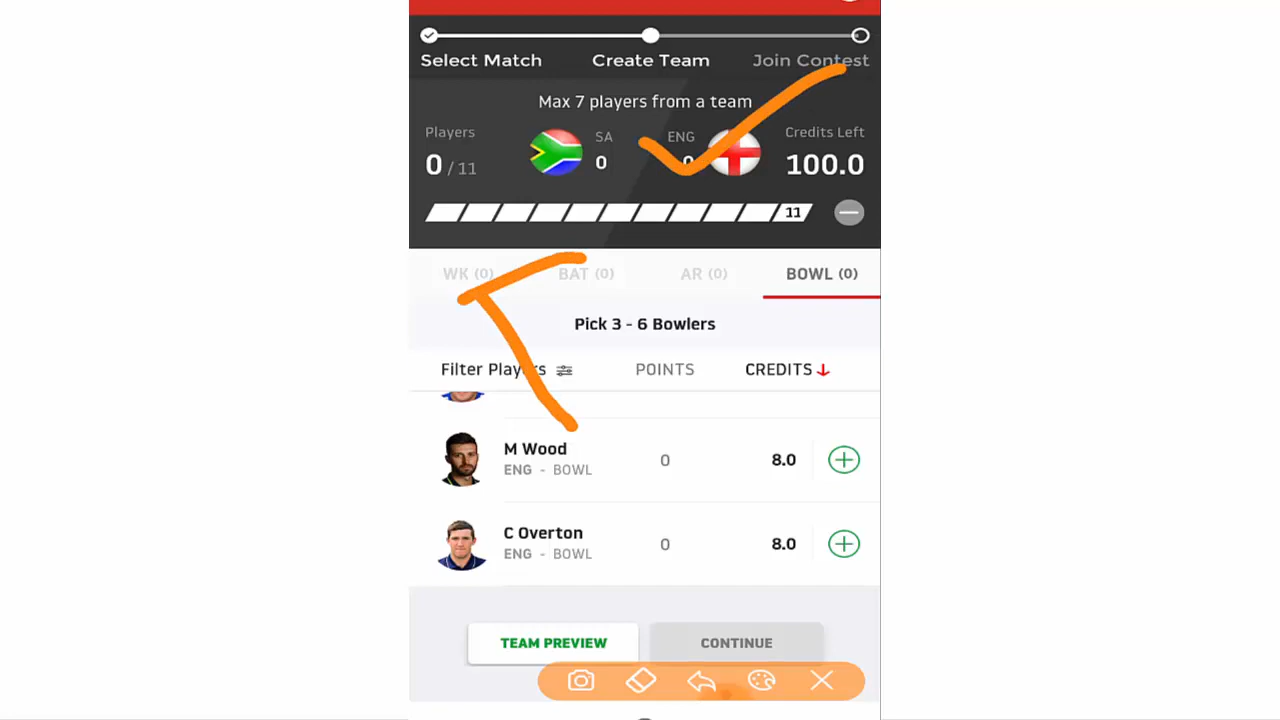 Select Match Create Team Join Contest
Max 7 players from a team
Players SA ENG Credits Left
0 / 11 0 0 100.0
11
WK (0) BAT (0) AR (0) BOWL (0)
Pick 3 - 6 Bowlers
Filter Players POINTS CREDITS
M Wood
ENG - BOWL 0 8.0
C Overton
ENG - BOWL 0 8.0
TEAM PREVIEW CONTINUE